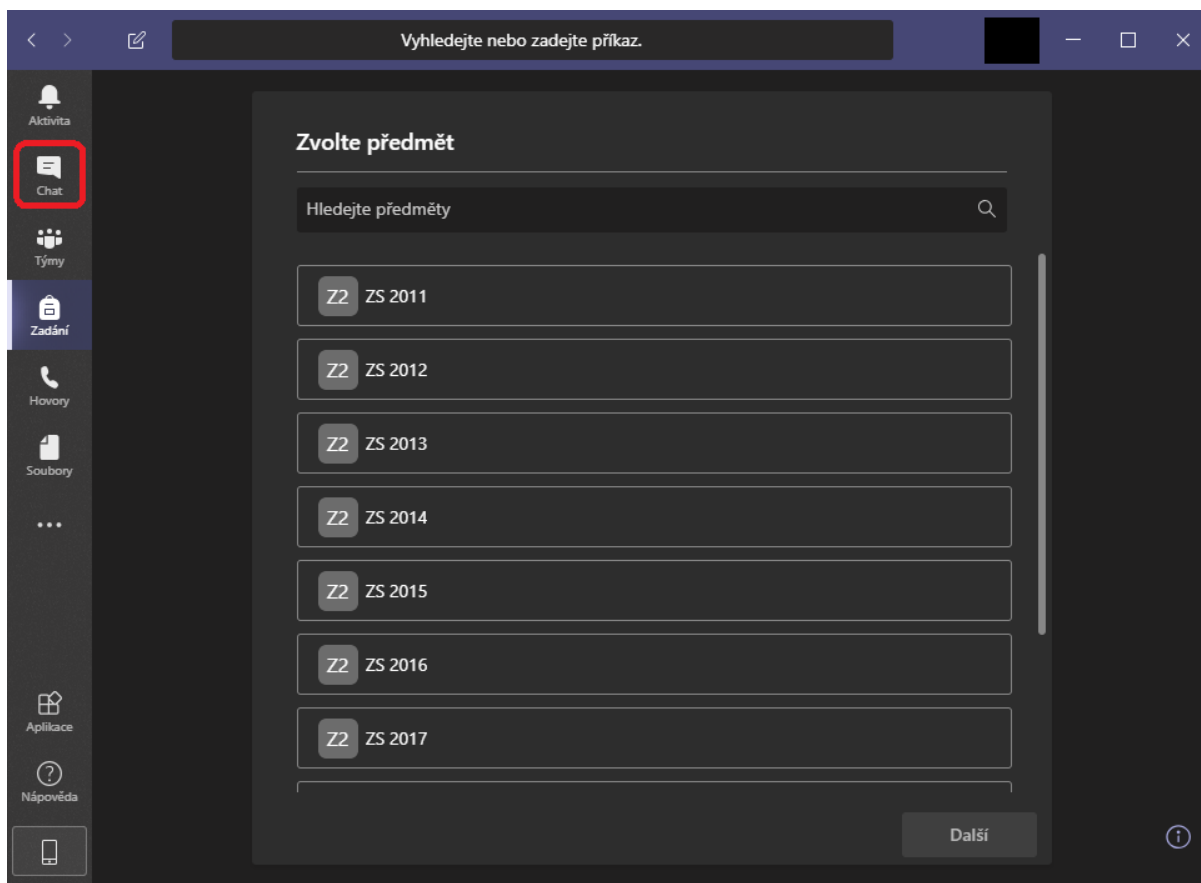 Vyhledejte nebo zadejte příkaz.
Aktivita
Chat
Týmy
Zadání
Hovory
Soubory
Aplikace
Nápověda
Zvolte předmět
Hledejte předměty
Z2 ZS 2011
Z2 ZS 2012
Z2 ZS 2013
Z2 ZS 2014
Z2 ZS 2015
Z2 ZS 2016
Z2 ZS 2017
Další